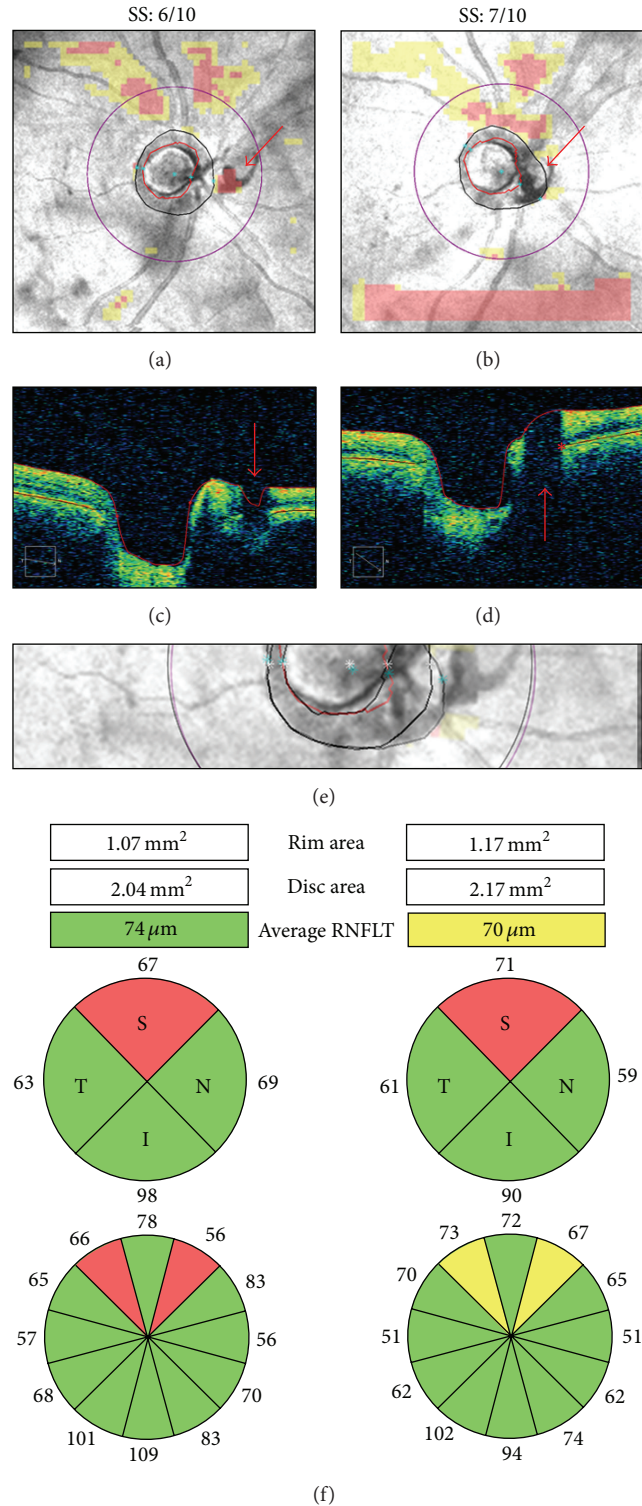 SS: 6/10 SS: 7/10
(a) (b)
(c) (d)
(e)
1.07 mm² Rim area 1.17 mm²
2.04 mm² Disc area 2.17 mm²
74 μm Average RNFLT 70 μm
67 71
S S
63 T N 69 61 T N 59
I I
98 90
78 72
66 56 73 67
65 83 70 65
57 56 51 51
68 70 62 62
101 83 102 74
109 94
(f)